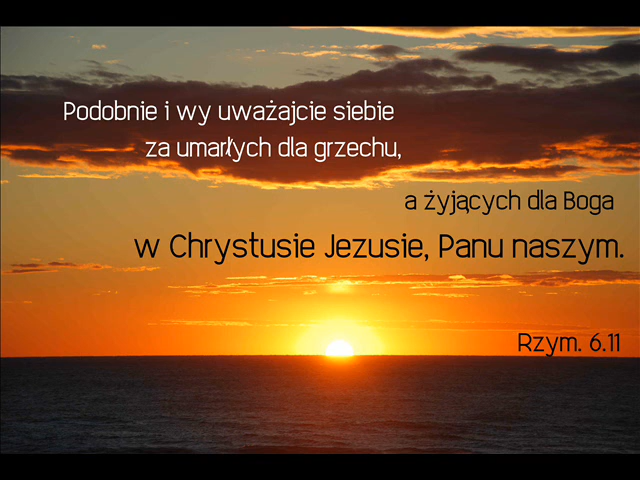 Podobnie i wy uważajcie siebie
za umarłych dla grzechu,
a żyjących dla Boga
w Chrystusie Jezusie, Panu naszym.
Rzym. 6.11